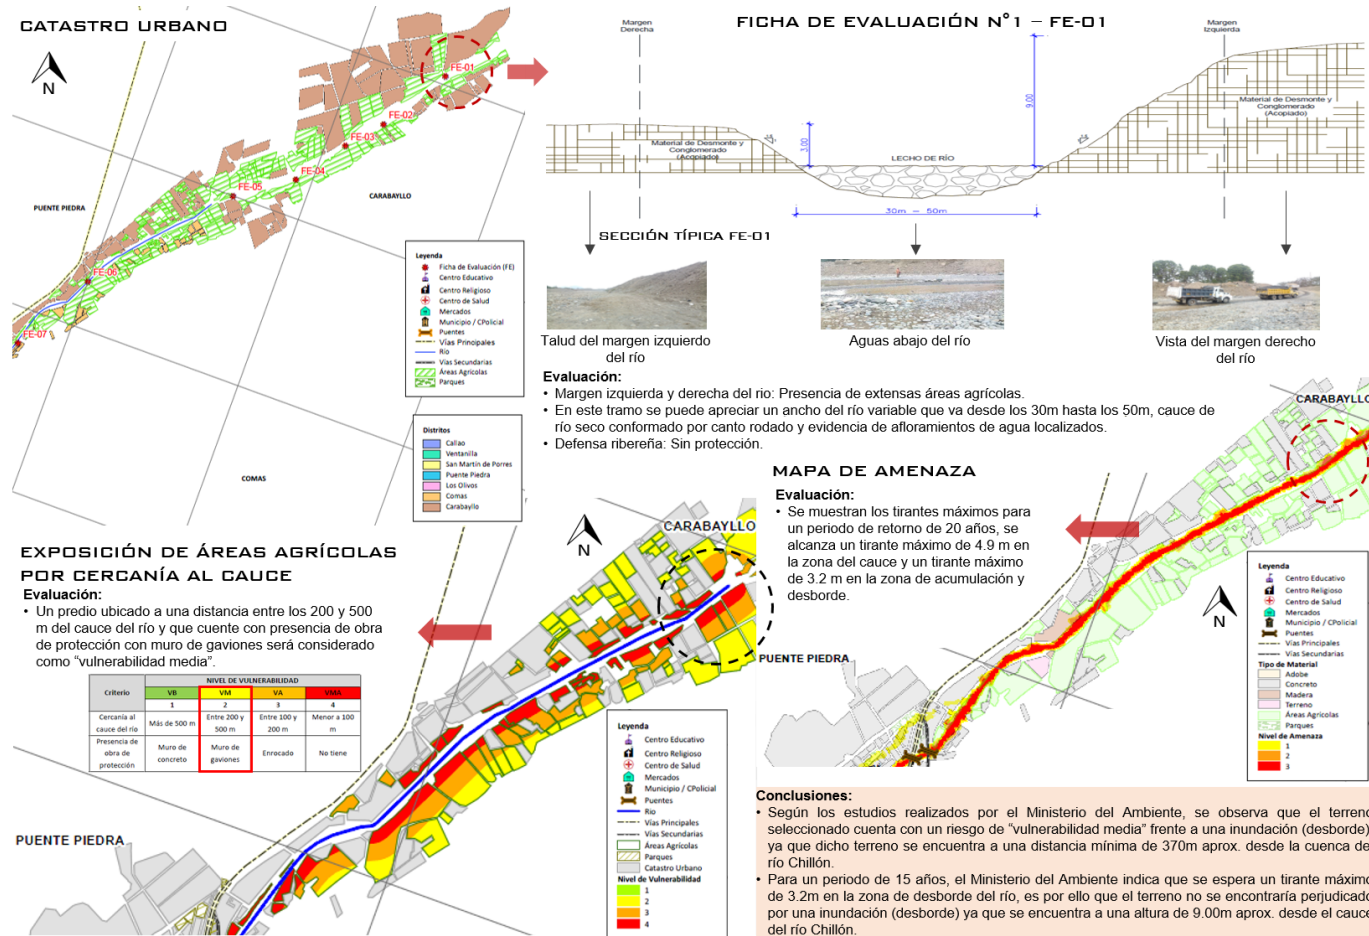 CATASTRO URBANO
N
FE-01
FE-02
FE-03
FE-04
FE-05
FE-06
FE-07
PUENTE PIEDRA
CARABAYLLO
COMAS
Leyenda
Ficha de Evaluación (FE)
Centro Educativo
Centro Religioso
Centro de Salud
Mercados
Municipio / CPolicial
Puentes
Vías Principales
Rio
Vías Secundarias
Áreas Agrícolas
Parques
Distritos
Callao
Ventanilla
San Martín de Porres
Puente Piedra
Los Olivos
Comas
Carabayllo
FICHA DE EVALUACIÓN N°1 – FE-01
Margen
Derecha
Margen
Izquierda
9.00
3.00
Material de Desmonte y
Conglomerado
(Acopiado)
LECHO DE RÍO
Material de Desmonte y
Conglomerado
(Acopiado)
30m – 50m
SECCIÓN TÍPICA FE-01
Talud del margen izquierdo
del río
Aguas abajo del río
Vista del margen derecho
del río
Evaluación:
• Margen izquierda y derecha del rio: Presencia de extensas áreas agrícolas.
• En este tramo se puede apreciar un ancho del río variable que va desde los 30m hasta los 50m, cauce de
río seco conformado por canto rodado y evidencia de afloramientos de agua localizados.
• Defensa ribereña: Sin protección.
MAPA DE AMENAZA
Evaluación:
• Se muestran los tirantes máximos para
un periodo de retorno de 20 años, se
alcanza un tirante máximo de 4.9 m en
la zona del cauce y un tirante máximo
de 3.2 m en la zona de acumulación y
desborde.
CARABAYLLO
PUENTE PIEDRA
N
Leyenda
Centro Educativo
Centro Religioso
Centro de Salud
Mercados
Municipio / CPolicial
Puentes
Vías Principales
Vías Secundarias
Tipo de Material
Adobe
Concreto
Madera
Terreno
Áreas Agrícolas
Parques
Nivel de Amenaza
1
2
3
EXPOSICIÓN DE ÁREAS AGRÍCOLAS
POR CERCANÍA AL CAUCE
Evaluación:
• Un predio ubicado a una distancia entre los 200 y 500
m del cauce del río y que cuente con presencia de obra
de protección con muro de gaviones será considerado
como “vulnerabilidad media”.
Criterio
NIVEL DE VULNERABILIDAD
VB VM VA VMA
1 2 3 4
Cercanía al
cauce del río
Más de 500 m
Entre 200 y
500 m
Entre 100 y
200 m
Menor a 100
m
Presencia de
obra de
protección
Muro de
concreto
Muro de
gaviones
Enrocado
No tiene
N
CARABAYLLO
PUENTE PIEDRA
Leyenda
Centro Educativo
Centro Religioso
Centro de Salud
Mercados
Municipio / CPolicial
Puentes
Rio
Vías Principales
Vías Secundarias
Áreas Agrícolas
Parques
Catastro Urbano
Nivel de Vulnerabilidad
1
2
3
4
Conclusiones:
• Según los estudios realizados por el Ministerio del Ambiente, se observa que el terreno
seleccionado cuenta con un riesgo de “vulnerabilidad media” frente a una inundación (desborde)
ya que dicho terreno se encuentra a una distancia mínima de 370m aprox. desde la cuenca del
río Chillón.
• Para un periodo de 15 años, el Ministerio del Ambiente indica que se espera un tirante máximo
de 3.2m en la zona de desborde del río, es por ello que el terreno no se encontraría perjudicado
por una inundación (desborde) ya que se encuentra a una altura de 9.00m aprox. desde el cauce
del río Chillón.